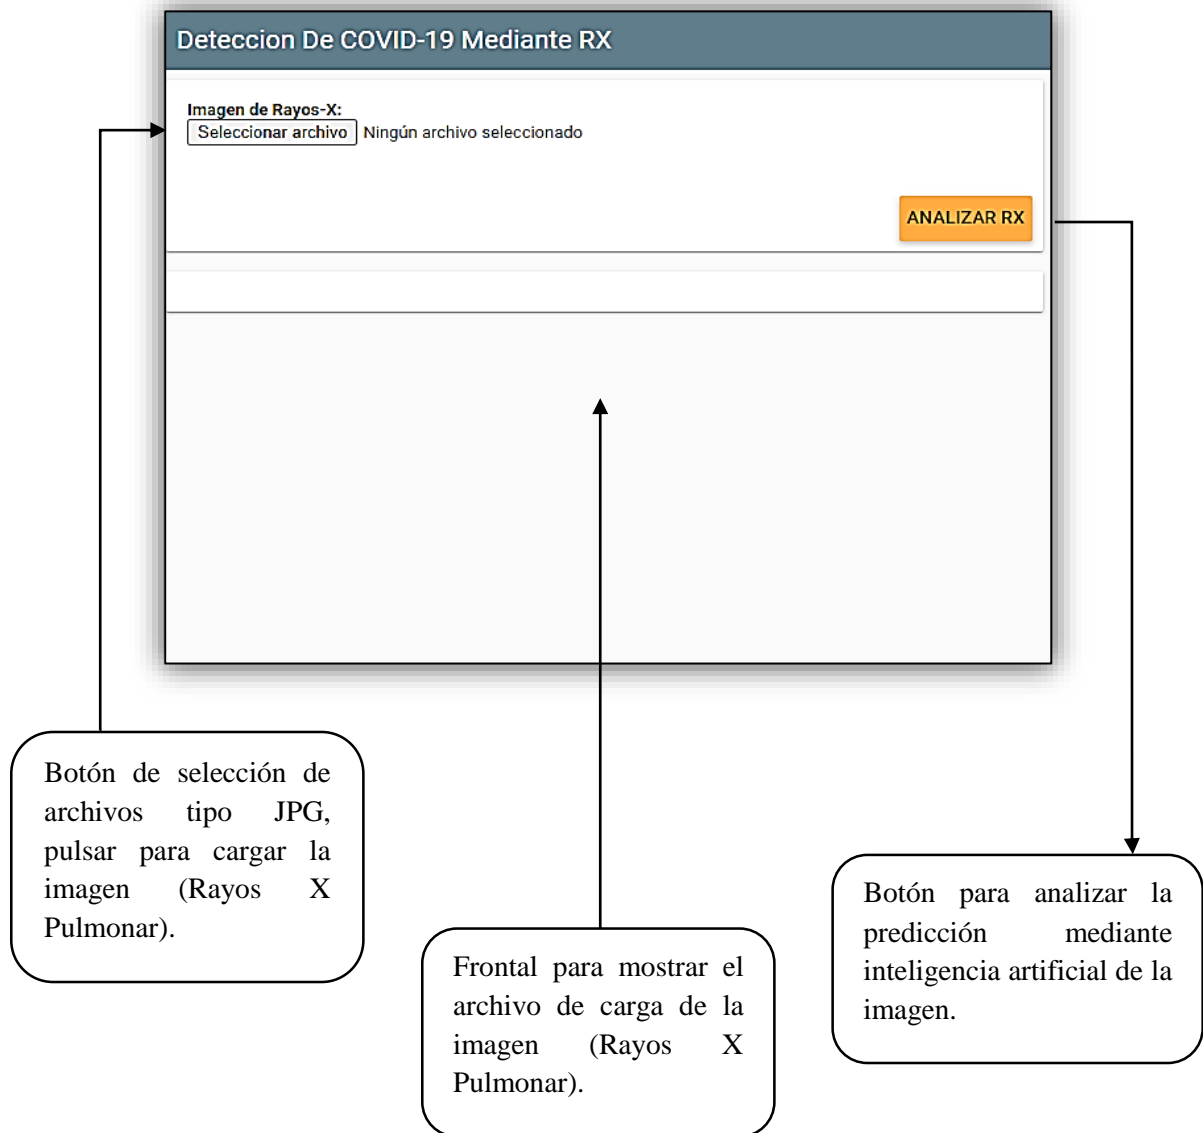 Deteccion De COVID-19 Mediante RX
Imagen de Rayos-X:
Seleccionar archivo Ningún archivo seleccionado
ANALIZAR RX
Botón de selección de
archivos tipo JPG,
pulsar para cargar la
imagen (Rayos X
Pulmonar).
Frontal para mostrar el
archivo de carga de la
imagen (Rayos X
Pulmonar).
Botón para analizar la
predicción mediante
inteligencia artificial de la
imagen.